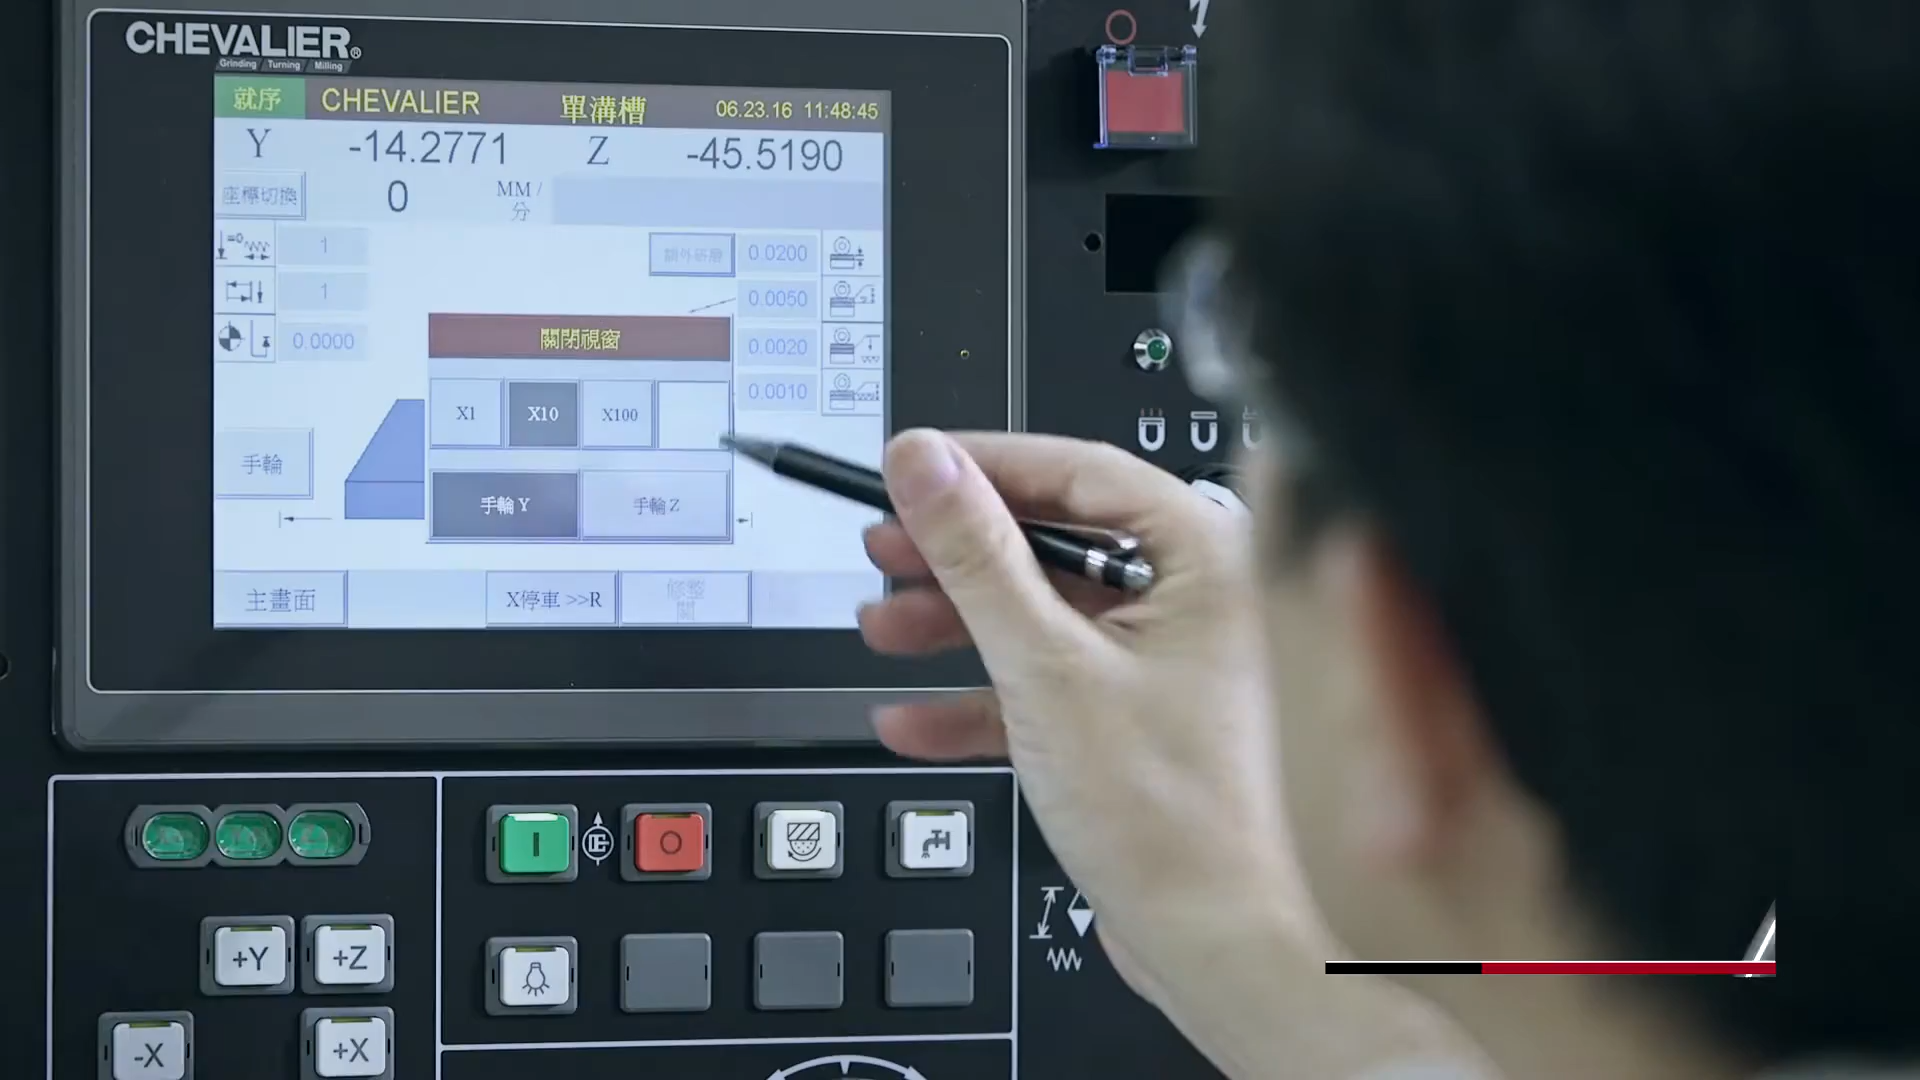 CHEVALIER®
Grinding Turning Milling
就序 CHEVALIER 單溝槽 06.23.16 11:48:45
Y -14.2771 Z -45.5190
座標切換 0 MM / 分
=0 1 額外研磨 0.0200
1 0.0050
0.0000 0.0020
0.0010
關閉視窗
X1 X10 X100
手輪
手輪 Y 手輪 Z
主畫面 X停車 >>R 修整 關
I O
+Y +Z
-X +X